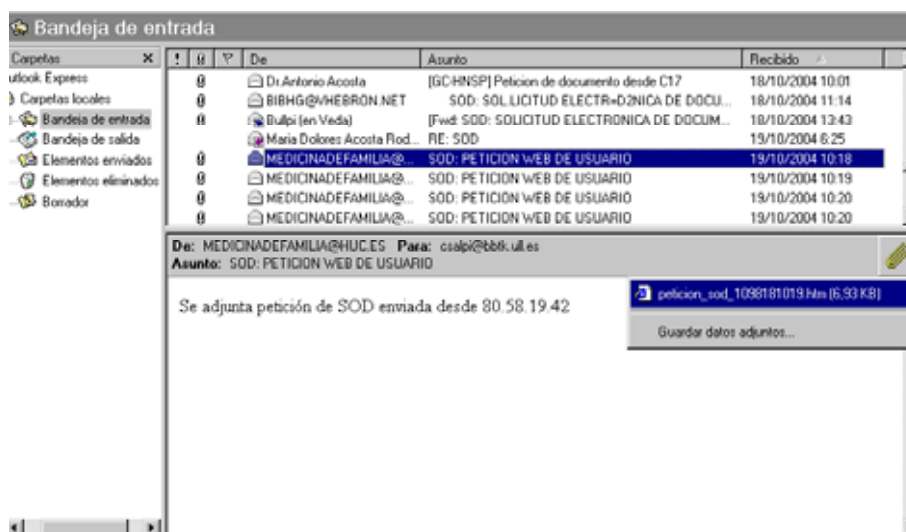 Bandeja de entrada
Carpetas x ! De Asunto Recibido
utlook Express
Carpetas locales
Bandeja de entrada
Bandeja de salida
Elementos enviados
Elementos eliminados
Borrador
Dr.Antonio Acosta [GC-HNSP] Peticion de documento desde C17 18/10/2004 10:01
BIBHG@VHEBRON.NET SOD: SOL.LICITUD ELECTR=D2NICA DE DOCU... 18/10/2004 11:14
Bullpi (en Veda) [Fwd: SOD: SOLICITUD ELECTRONICA DE DOCUM... 18/10/2004 13:43
Maria Dolores Acosta Rod... RE: SOD 19/10/2004 6:25
MEDICINADEFAMILIA@... SOD: PETICION WEB DE USUARIO 19/10/2004 10:18
MEDICINADEFAMILIA@... SOD: PETICION WEB DE USUARIO 19/10/2004 10:19
MEDICINADEFAMILIA@... SOD: PETICION WEB DE USUARIO 19/10/2004 10:20
MEDICINADEFAMILIA@... SOD: PETICION WEB DE USUARIO 19/10/2004 10:20
De: MEDICINADEFAMILIA@HUC.ES Para: csalpi@bbtk.ull.es
Asunto: SOD: PETICION WEB DE USUARIO
Se adjunta petición de SOD enviada desde 80.58.19.42
peticion_sod_1098181019.htm (6,93 KB)
Guardar datos adjuntos...